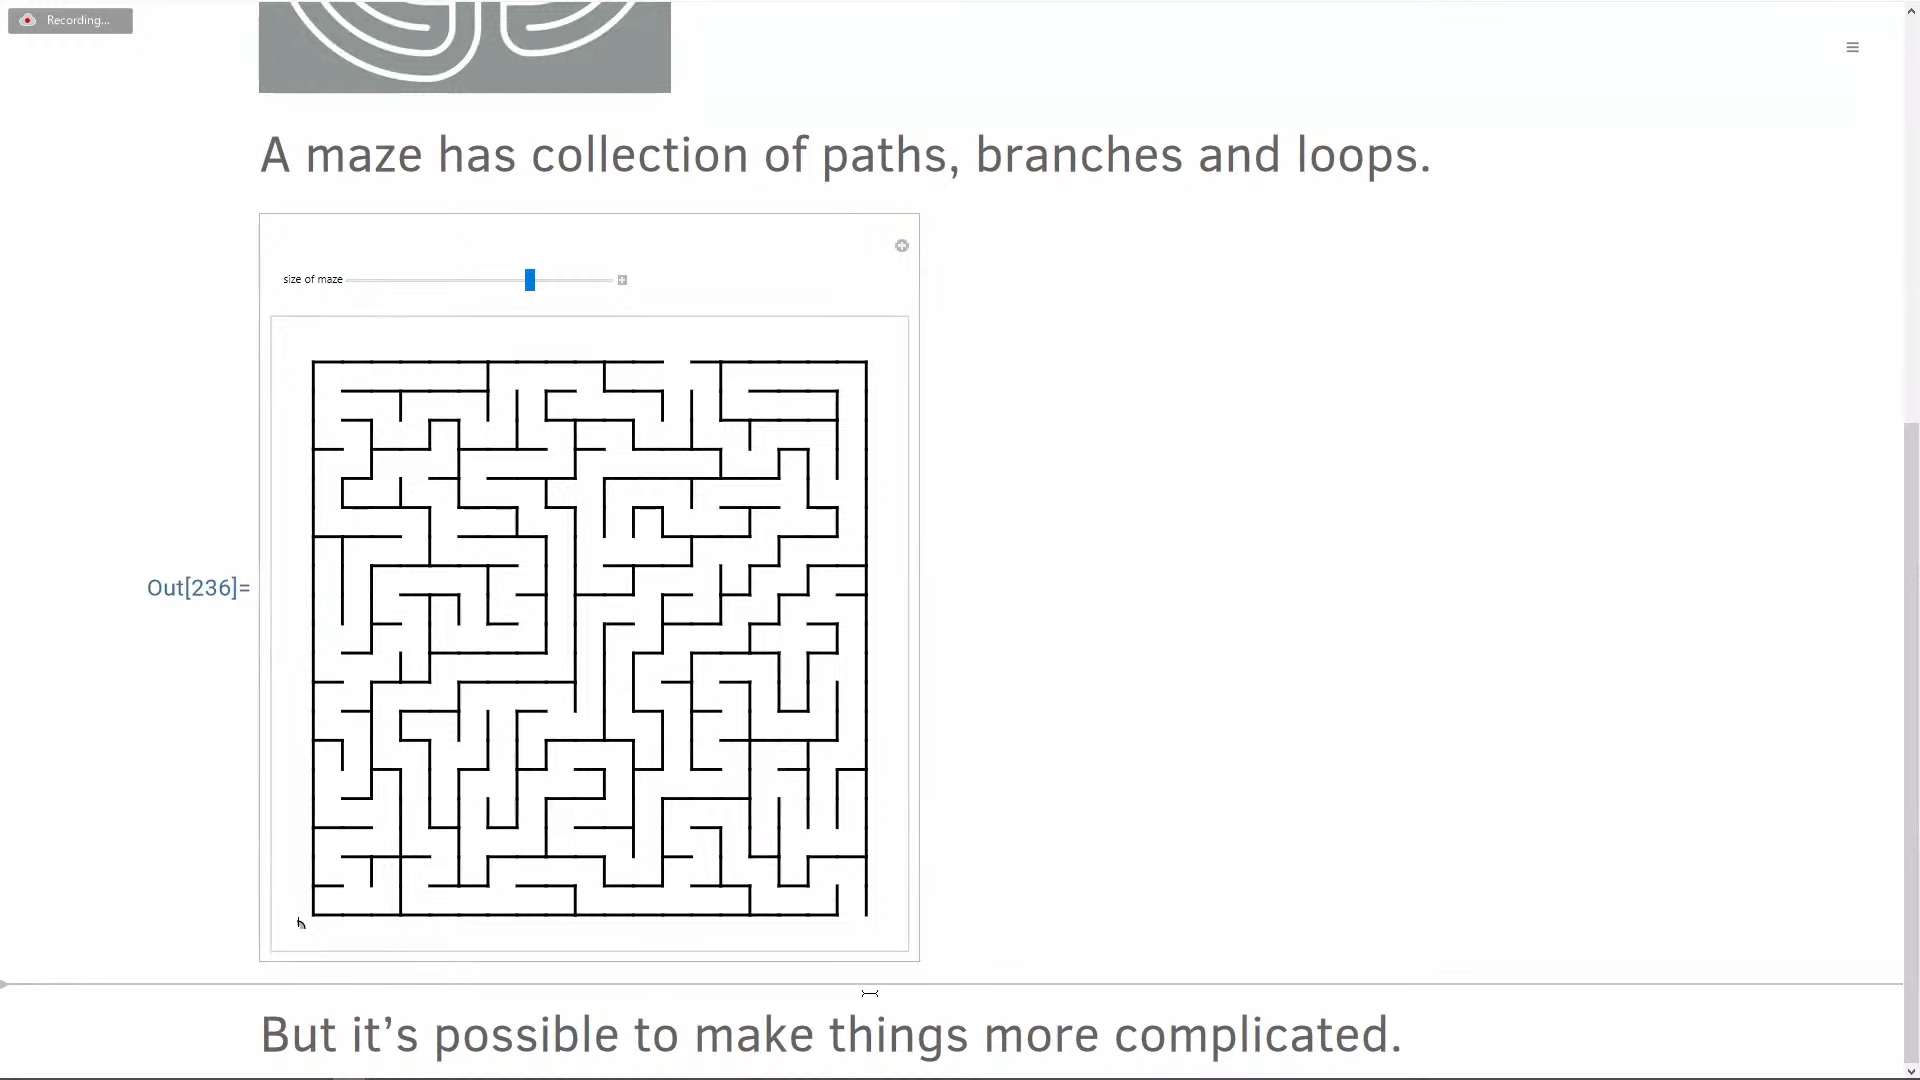 Recording...
A maze has collection of paths, branches and loops.
size of maze
Out[236]=
But it’s possible to make things more complicated.